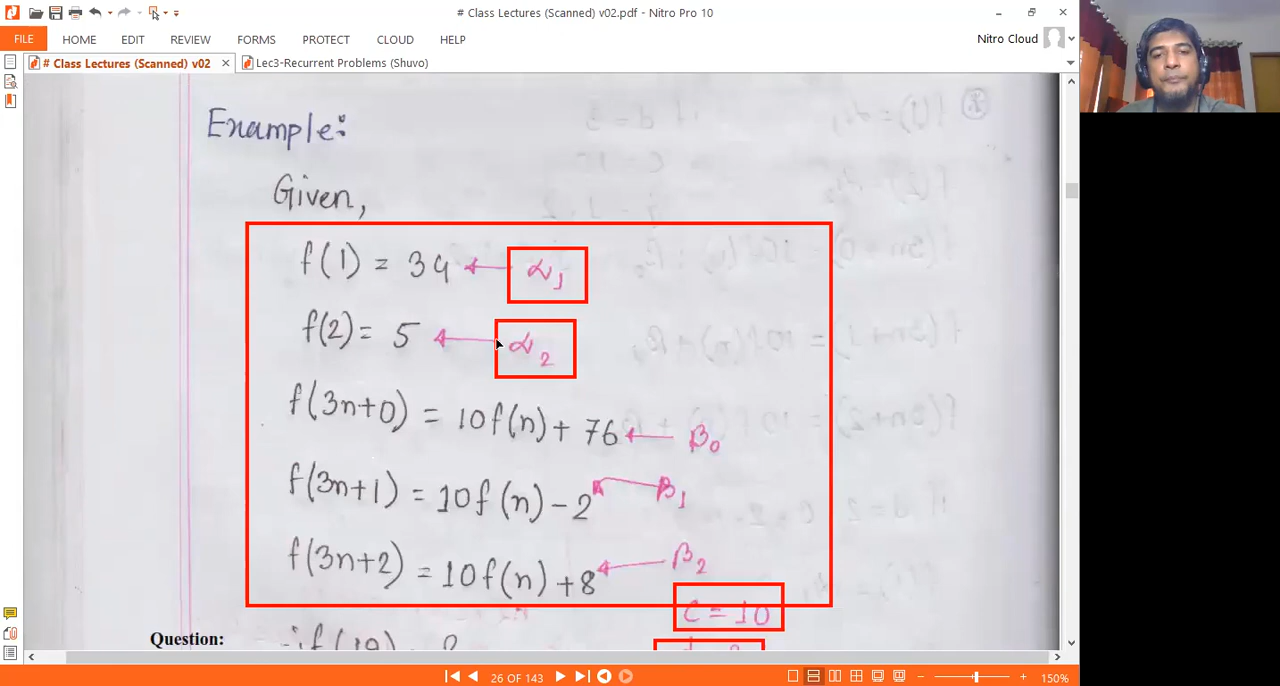 # Class Lectures (Scanned) v02.pdf - Nitro Pro 10
FILE HOME EDIT REVIEW FORMS PROTECT CLOUD HELP
Nitro Cloud
# Class Lectures (Scanned) v02 × Lec3-Recurrent Problems (Shuvo)
Example:
Given,
f(1) = 34 ← α₁
f(2) = 5 ← α₂
f(3n+0) = 10f(n) + 76 ← β₀
f(3n+1) = 10f(n) − 2 ← β₁
f(3n+2) = 10f(n) + 8 ← β₂
c = 10
Question:
26 OF 143
150%